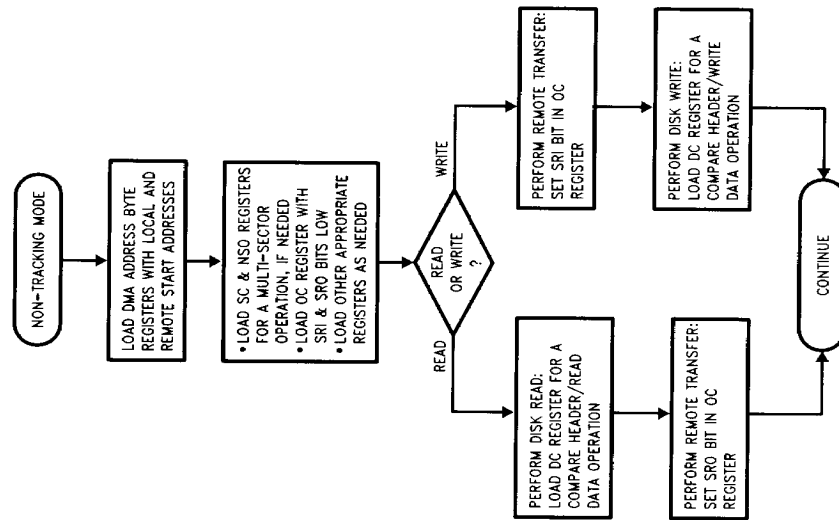 NON-TRACKING MODE
LOAD DMA ADDRESS BYTE
REGISTERS WITH LOCAL AND
REMOTE START ADDRESSES
• LOAD SC & NSO REGISTERS
FOR A MULTI-SECTOR
OPERATION, IF NEEDED
• LOAD OC REGISTER WITH
SRI & SRO BITS LOW
• LOAD OTHER APPROPRIATE
REGISTERS AS NEEDED
READ
OR WRITE
?
READ
WRITE
PERFORM DISK READ:
LOAD DC REGISTER FOR A
COMPARE HEADER/READ
DATA OPERATION
PERFORM REMOTE TRANSFER:
SET SRO BIT IN OC
REGISTER
PERFORM REMOTE TRANSFER:
SET SRI BIT IN OC
REGISTER
PERFORM DISK WRITE:
LOAD DC REGISTER FOR A
COMPARE HEADER/WRITE
DATA OPERATION
CONTINUE